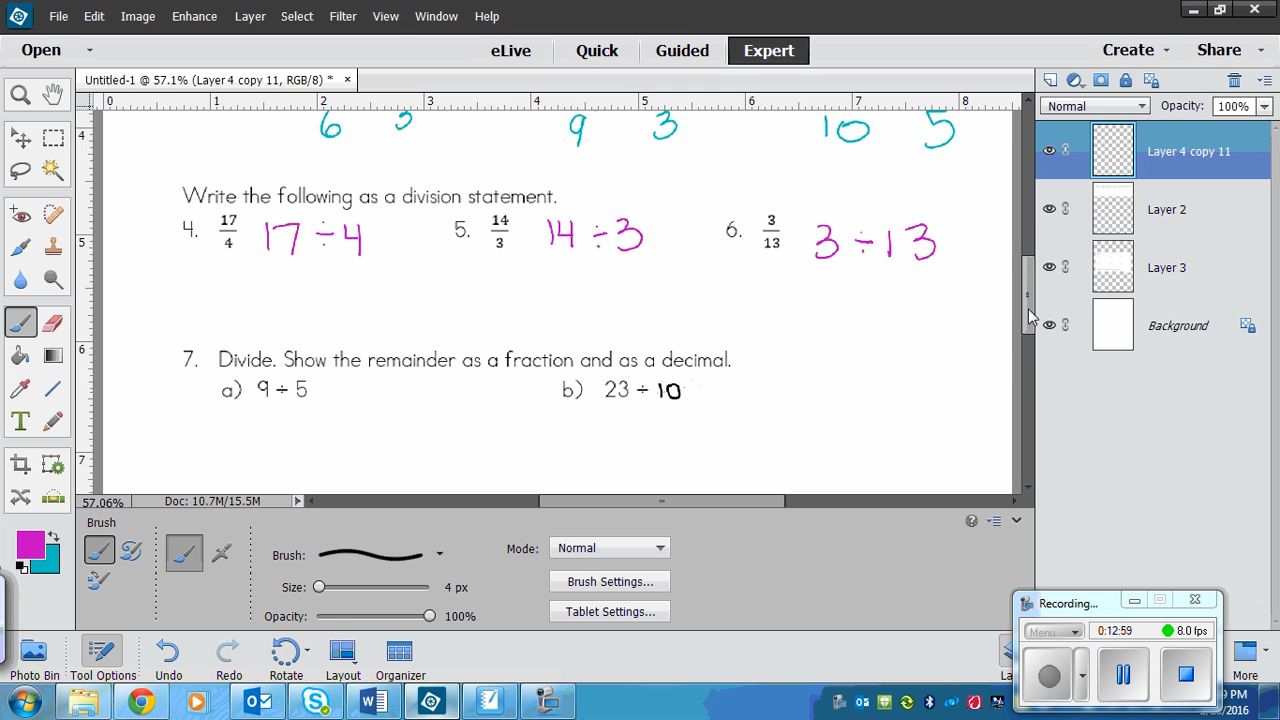 File Edit Image Enhance Layer Select Filter View Window Help
Open eLive Quick Guided Expert Create Share
Untitled-1 @ 57.1% (Layer 4 copy 11, RGB/8) * ×
0 1 2 3 4 5 6 7 8
Normal Opacity: 100%
4
6 3 9 3 10 5
Layer 4 copy 11
Write the following as a division statement.
Layer 2
4. 17/4 17 ÷ 4 5. 14/3 14 ÷ 3 6. 3/13 3 ÷ 13
5
Layer 3
Background
6
7. Divide. Show the remainder as a fraction and as a decimal.
a) 9 ÷ 5 b) 23 ÷ 10
7
57.06% Doc: 10.7M/15.5M
Brush
Brush: Mode: Normal
Size: 4 px Brush Settings...
Opacity: 100% Tablet Settings...
Recording...
Menu 0:12:59 8.0 fps
Photo Bin Tool Options Undo Redo Rotate Layout Organizer More